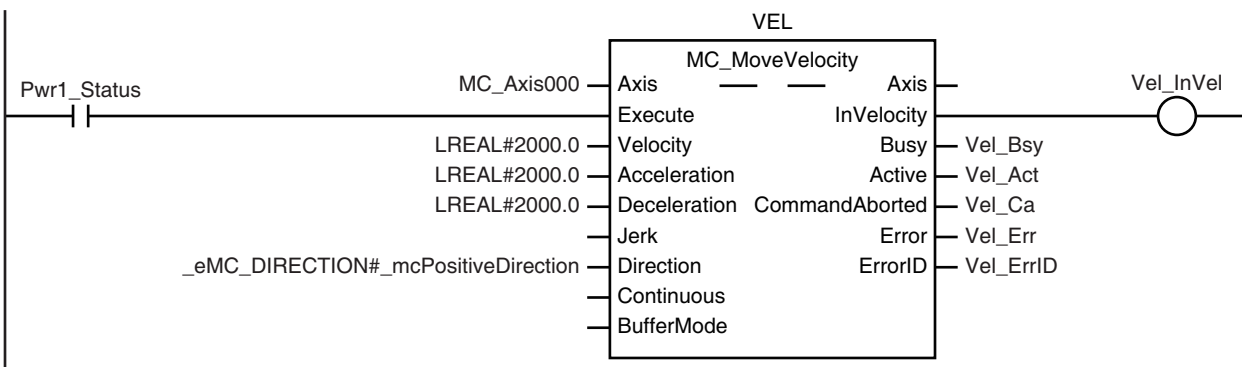 VEL
MC_MoveVelocity
Pwr1_Status
MC_Axis000 Axis Axis Vel_InVel
Execute InVelocity
LREAL#2000.0 Velocity Busy Vel_Bsy
LREAL#2000.0 Acceleration Active Vel_Act
LREAL#2000.0 Deceleration CommandAborted Vel_Ca
Jerk Error Vel_Err
_eMC_DIRECTION#_mcPositiveDirection Direction ErrorID Vel_ErrID
Continuous
BufferMode